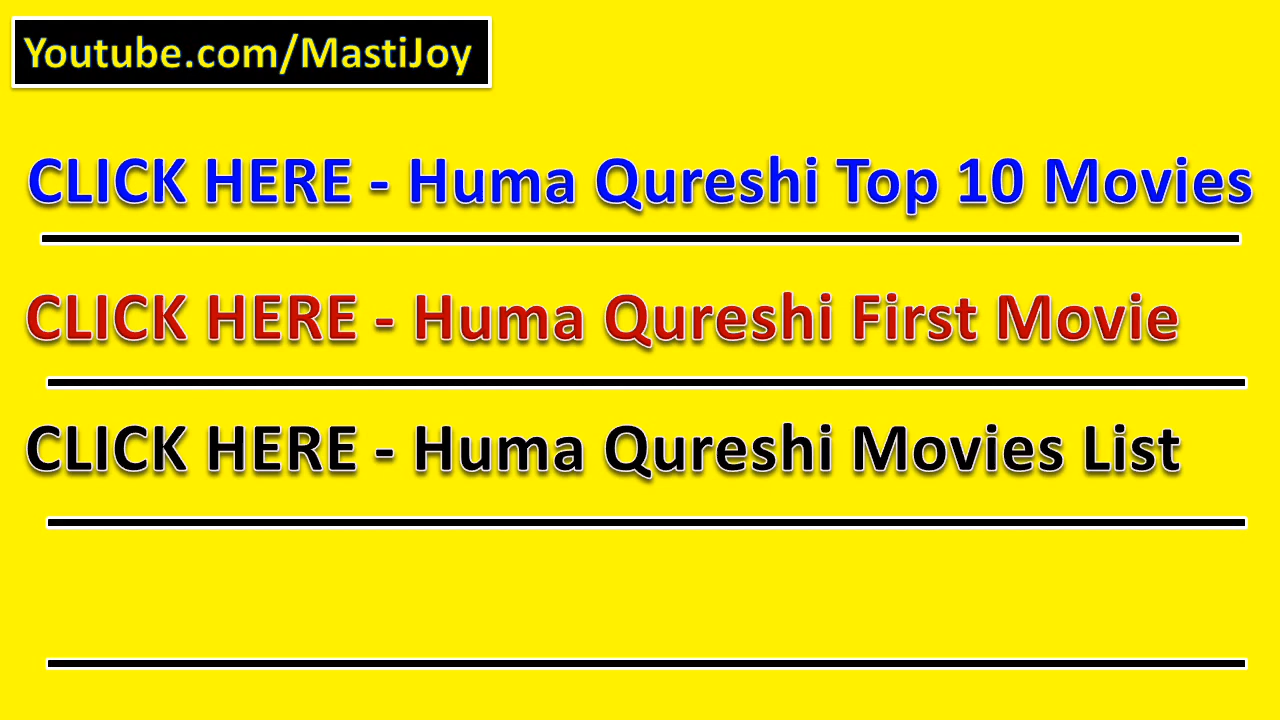 Youtube.com/MastiJoy
CLICK HERE - Huma Qureshi Top 10 Movies
CLICK HERE - Huma Qureshi First Movie
CLICK HERE - Huma Qureshi Movies List